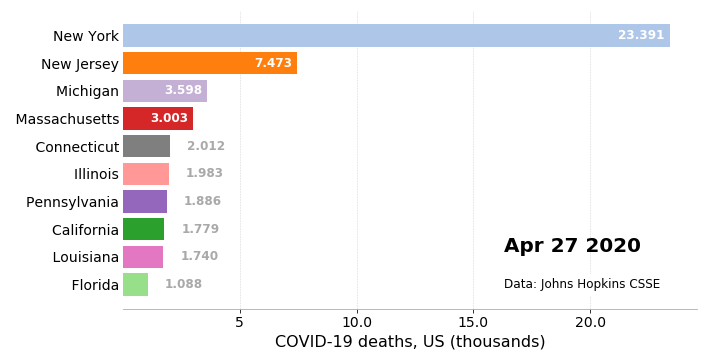 New York 23.391
New Jersey 7.473
Michigan 3.598
Massachusetts 3.003
Connecticut 2.012
Illinois 1.983
Pennsylvania 1.886
California 1.779
Louisiana 1.740
Florida 1.088
Apr 27 2020
Data: Johns Hopkins CSSE
5 10.0 15.0 20.0
COVID-19 deaths, US (thousands)